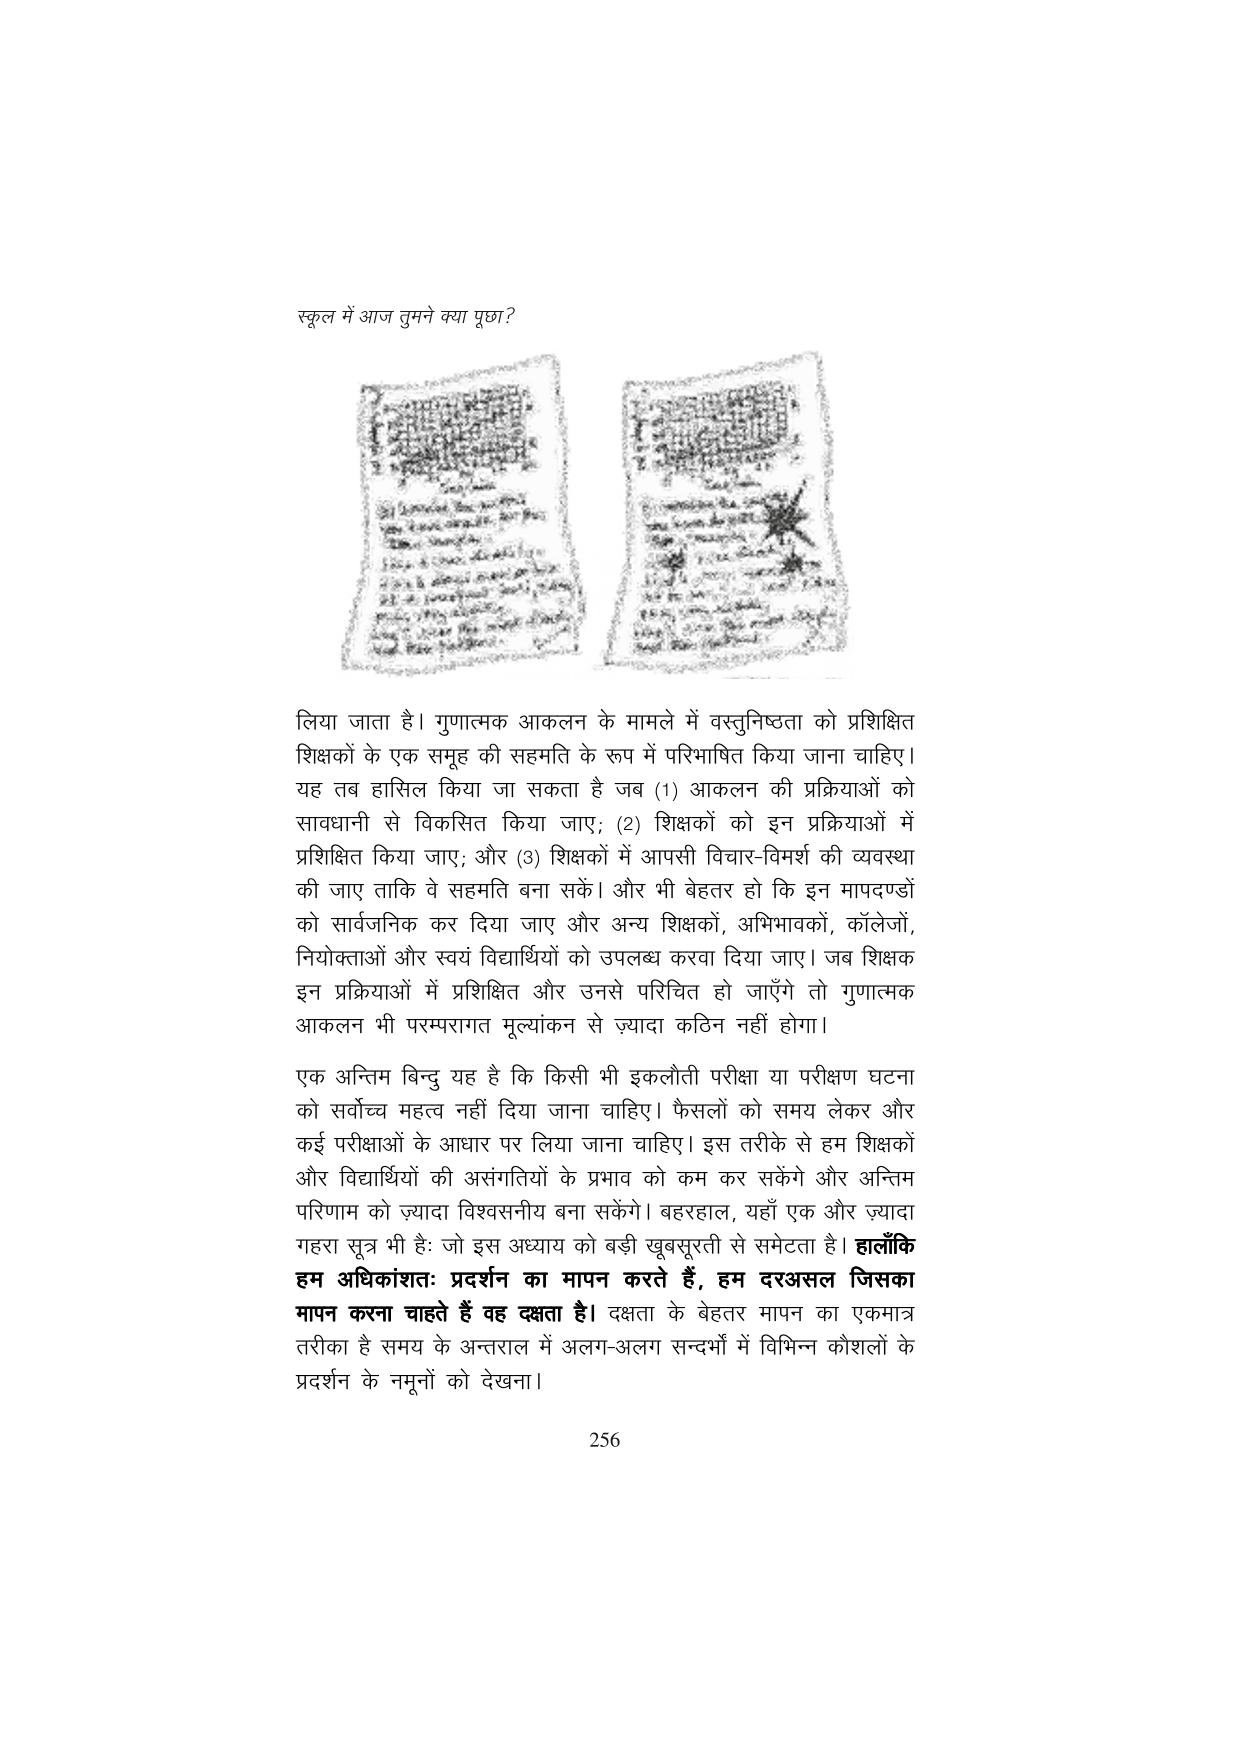 स्कूल में आज तुमने क्या पूछा?
लिया जाता है। गुणात्मक आकलन के मामले में वस्तुनिष्ठता को प्रशिक्षित
शिक्षकों के एक समूह की सहमति के रूप में परिभाषित किया जाना चाहिए।
यह तब हासिल किया जा सकता है जब (1) आकलन की प्रक्रियाओं को
सावधानी से विकसित किया जाए; (2) शिक्षकों को इन प्रक्रियाओं में
प्रशिक्षित किया जाए; और (3) शिक्षकों में आपसी विचार-विमर्श की व्यवस्था
की जाए ताकि वे सहमति बना सकें। और भी बेहतर हो कि इन मापदण्डों
को सार्वजनिक कर दिया जाए और अन्य शिक्षकों, अभिभावकों, कॉलेजों,
नियोक्ताओं और स्वयं विद्यार्थियों को उपलब्ध करवा दिया जाए। जब शिक्षक
इन प्रक्रियाओं में प्रशिक्षित और उनसे परिचित हो जाएँगे तो गुणात्मक
आकलन भी परम्परागत मूल्यांकन से ज़्यादा कठिन नहीं होगा।
एक अन्तिम बिन्दु यह है कि किसी भी इकलौती परीक्षा या परीक्षण घटना
को सर्वोच्च महत्व नहीं दिया जाना चाहिए। फैसलों को समय लेकर और
कई परीक्षाओं के आधार पर लिया जाना चाहिए। इस तरीके से हम शिक्षकों
और विद्यार्थियों की असंगतियों के प्रभाव को कम कर सकेंगे और अन्तिम
परिणाम को ज़्यादा विश्वसनीय बना सकेंगे। बहरहाल, यहाँ एक और ज़्यादा
गहरा सूत्र भी है: जो इस अध्याय को बड़ी खूबसूरती से समेटता है। हालाँकि
हम अधिकांशत: प्रदर्शन का मापन करते हैं, हम दरअसल जिसका
मापन करना चाहते हैं वह दक्षता है। दक्षता के बेहतर मापन का एकमात्र
तरीका है समय के अन्तराल में अलग-अलग सन्दर्भों में विभिन्न कौशलों के
प्रदर्शन के नमूनों को देखना।
256